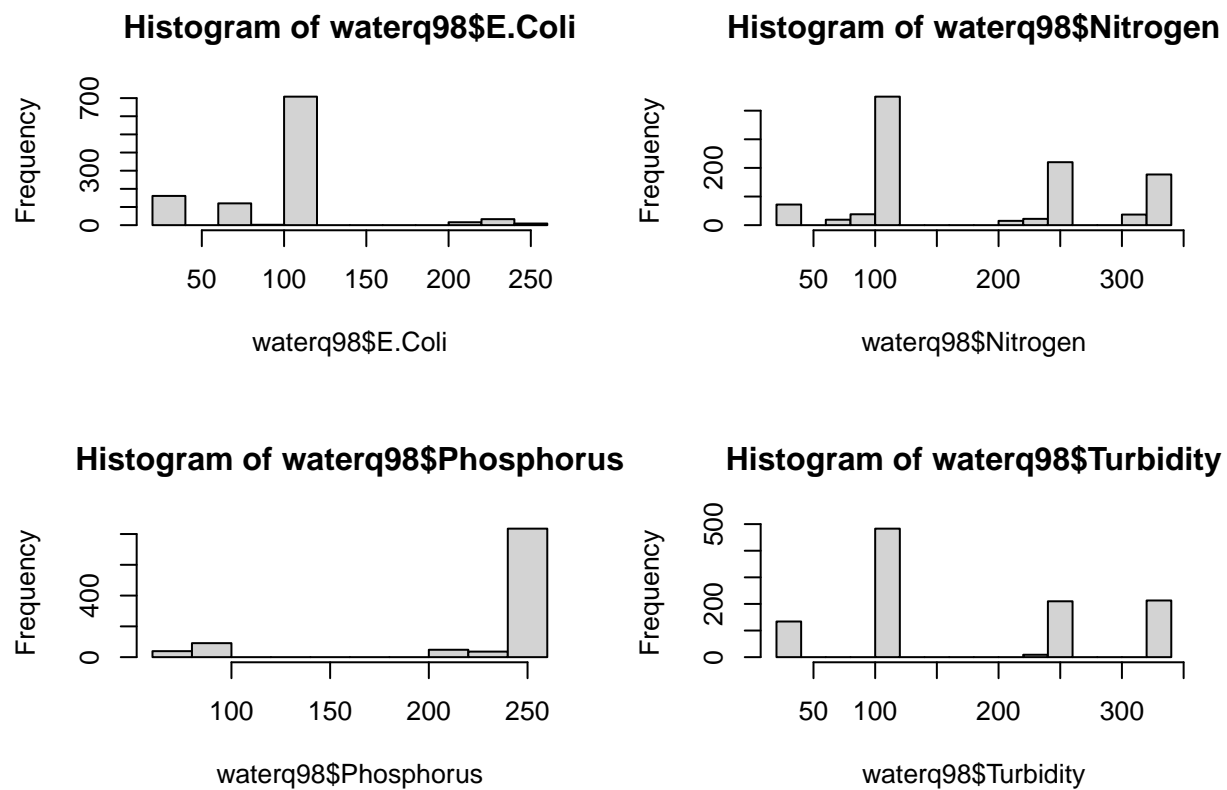 Histogram of waterq98$E.Coli
Frequency
0 300 700
50 100 150 200 250
waterq98$E.Coli
Histogram of waterq98$Nitrogen
Frequency
0 200
50 100 200 300
waterq98$Nitrogen
Histogram of waterq98$Phosphorus
Frequency
0 400
100 150 200 250
waterq98$Phosphorus
Histogram of waterq98$Turbidity
Frequency
0 200 500
50 100 200 300
waterq98$Turbidity